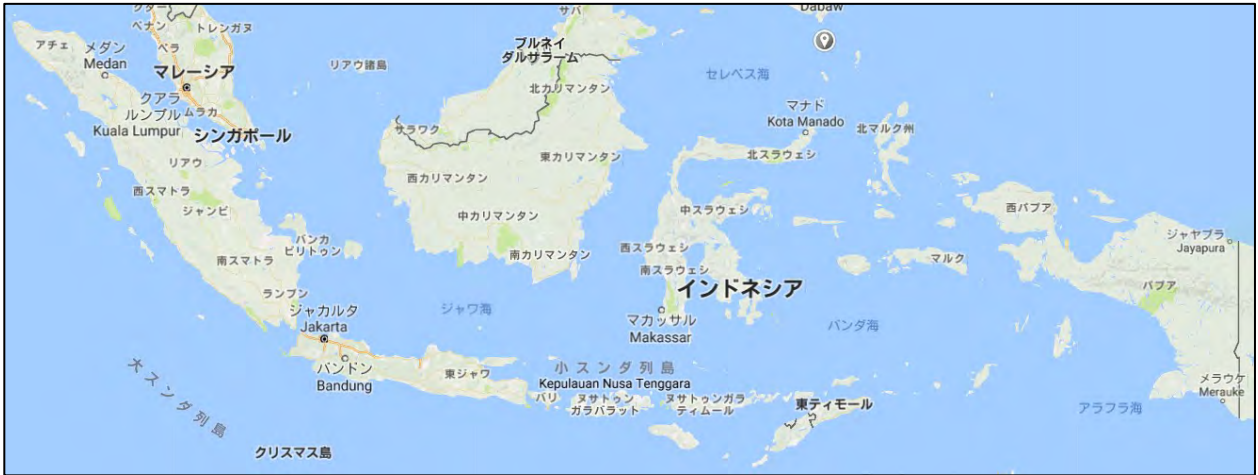 クター
ペナン
トレンガヌ
アチェ
メダン
Medan
ペラ
マレーシア
クアラ
ルンプル
ムラカ
Kuala Lumpur
シンガポール
リアウ諸島
リアウ
西スマトラ
ジャンビ
バンカ
ビリトゥン
南スマトラ
ランプン
ジャカルタ
Jakarta
バンドン
Bandung
大スンダ列島
クリスマス島
サバ
ブルネイ
ダルサラーム
北カリマンタン
サラワク
東カリマンタン
西カリマンタン
中カリマンタン
南カリマンタン
ジャワ海
東ジャワ
Dabaw
セレベス海
マナド
Kota Manado
北マルク州
北スラウェシ
中スラウェシ
西スラウェシ
南スラウェシ
インドネシア
マカッサル
Makassar
小スンダ列島
Kepulauan Nusa Tenggara
バリ
ヌサトゥン
ガラバラット
ヌサトゥンガラ
ティムール
東ティモール
マルク
バンダ海
西パプア
ジャヤプラ
Jayapura
パプア
メラウケ
Merauke
アラフラ海